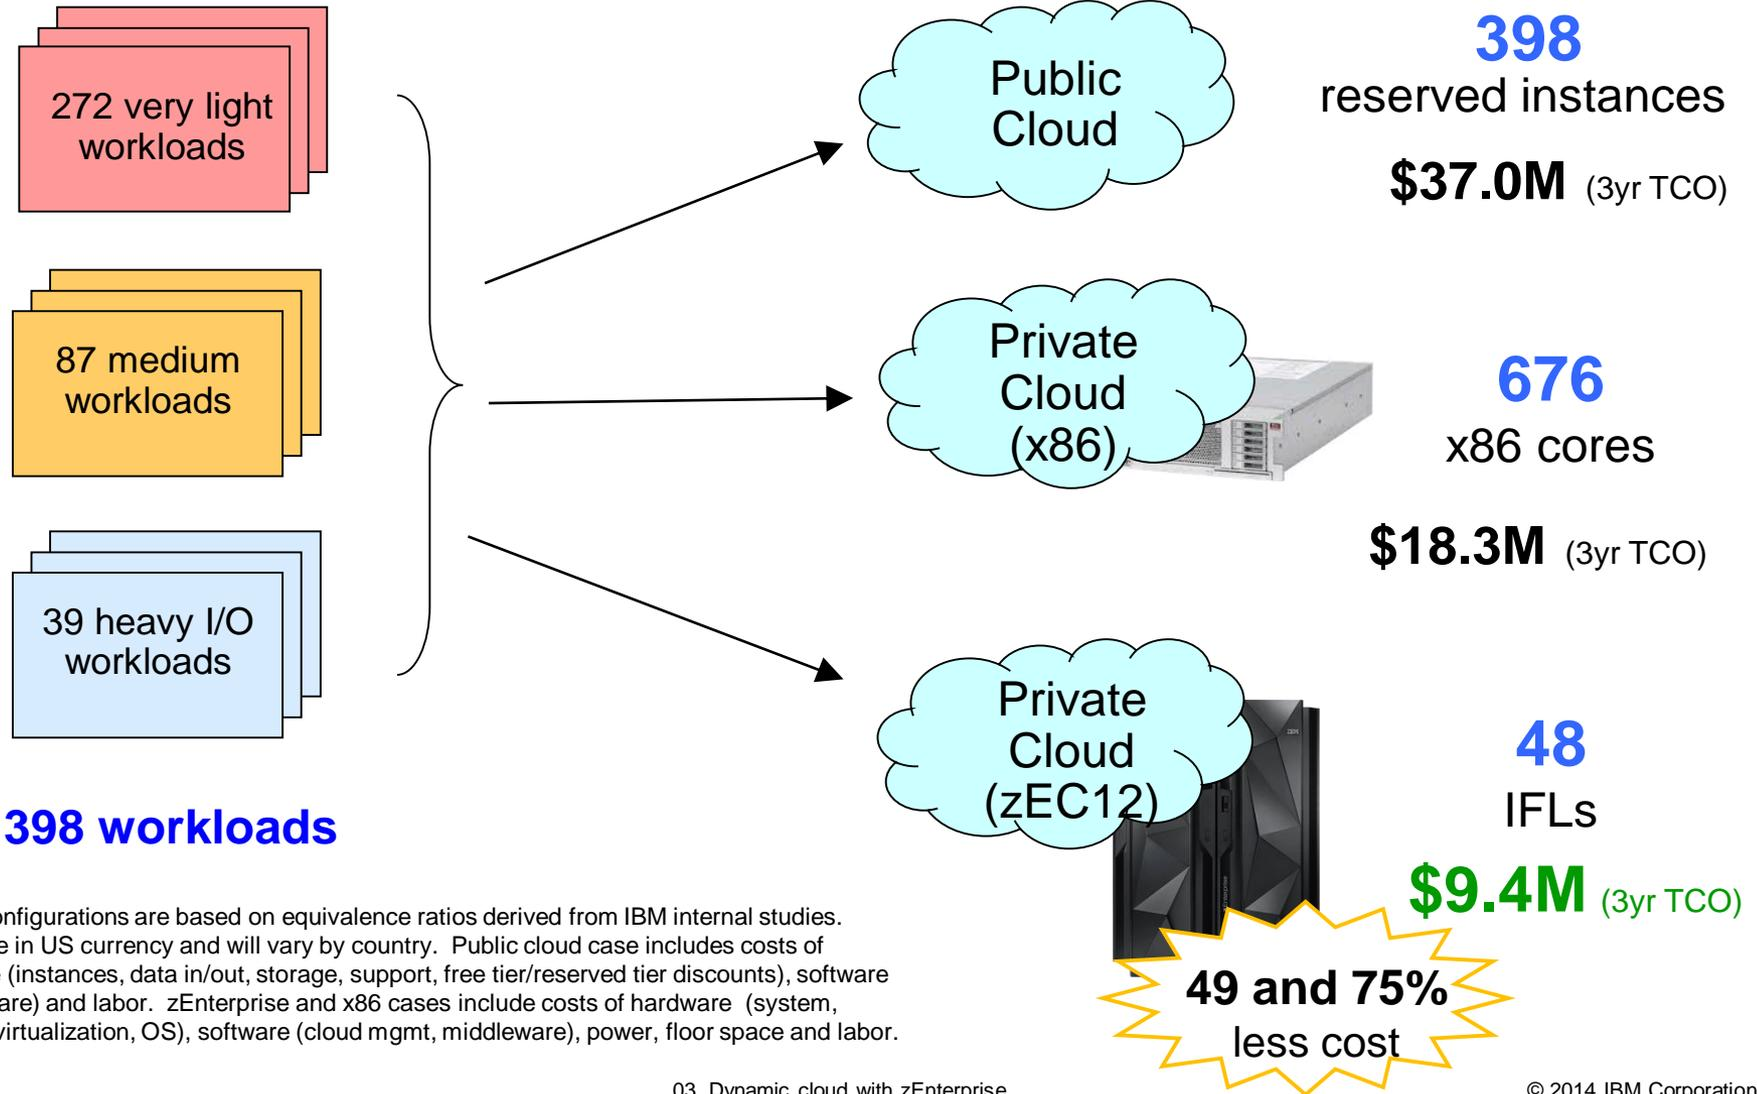 272 very light
workloads
87 medium
workloads
39 heavy I/O
workloads
398 workloads
Public
Cloud
398
reserved instances
$37.0M (3yr TCO)
Private
Cloud
(x86)
676
x86 cores
$18.3M (3yr TCO)
Private
Cloud
(zEC12)
48
IFLs
$9.4M (3yr TCO)
49 and 75%
less cost
onfigurations are based on equivalence ratios derived from IBM internal studies.
e in US currency and will vary by country. Public cloud case includes costs of
(instances, data in/out, storage, support, free tier/reserved tier discounts), software
are) and labor. zEnterprise and x86 cases include costs of hardware (system,
virtualization, OS), software (cloud mgmt, middleware), power, floor space and labor.
03. Dynamic cloud with zEnterprise
© 2014 IBM Corporation